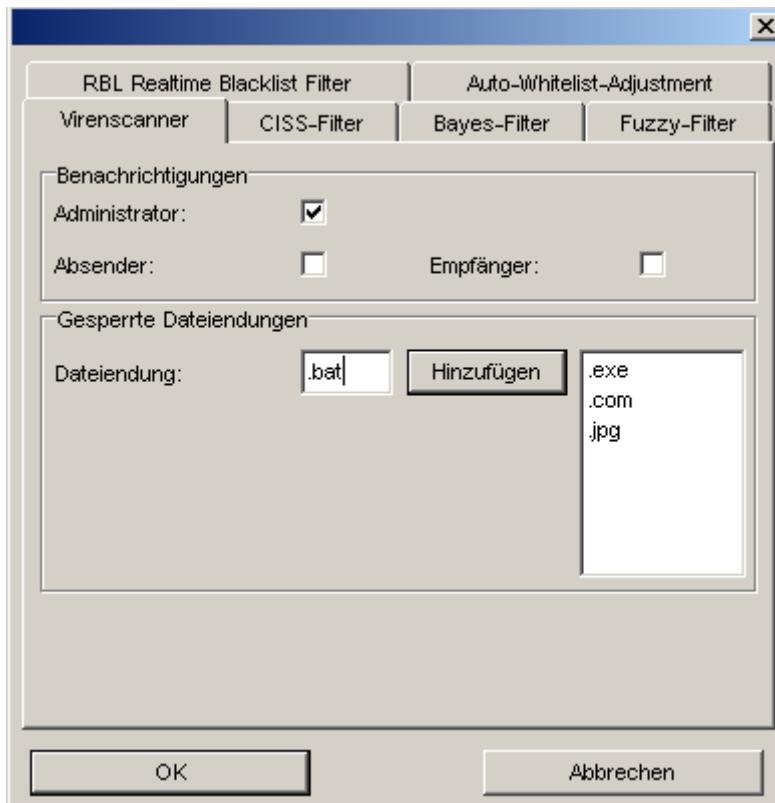 RBL Realtime Blacklist Filter
Auto-Whitelist-Adjustment
Virenscanner
CISS-Filter
Bayes-Filter
Fuzzy-Filter
Benachrichtigungen
Administrator:
Absender:
Empfänger:
Gesperrte Dateiendungen
Dateiendung:
.bat
Hinzufügen
.exe
.com
.jpg
OK
Abbrechen